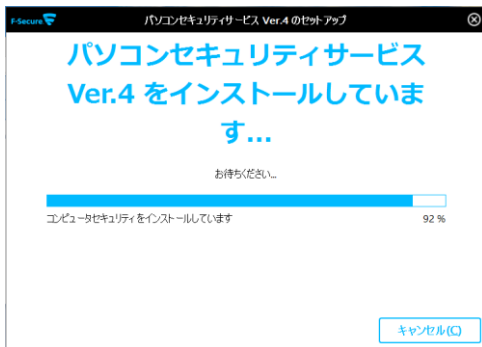 F-Secure パソコンセキュリティサービス Ver.4 のセットアップ
パソコンセキュリティサービス
Ver.4 をインストールしていま
す...
お待ちください...
コンピュータセキュリティをインストールしています 92 %
キャンセル(C)